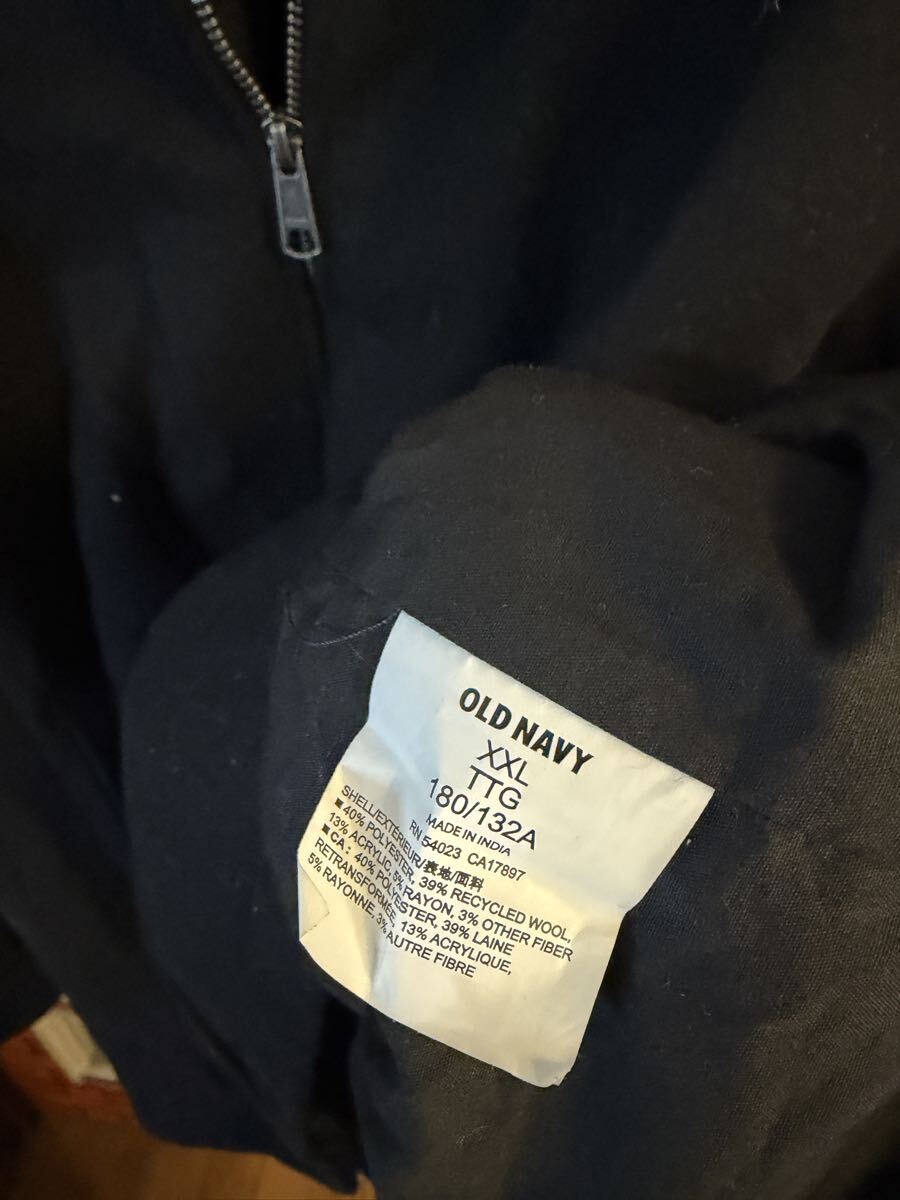 OLD NAVY
XXL
TTG
180/132A
MADE IN INDIA
RN 54023 CA17897
SHELL/EXTÉRIEUR/表地/面料
■40% POLYESTER, 39% RECYCLED WOOL,
13% ACRYLIC, 5% RAYON, 3% OTHER FIBER
■CA: 40% POLYESTER, 39% LAINE
RETRANSFORMÉE, 13% ACRYLIQUE,
5% RAYONNE, 3% AUTRE FIBRE